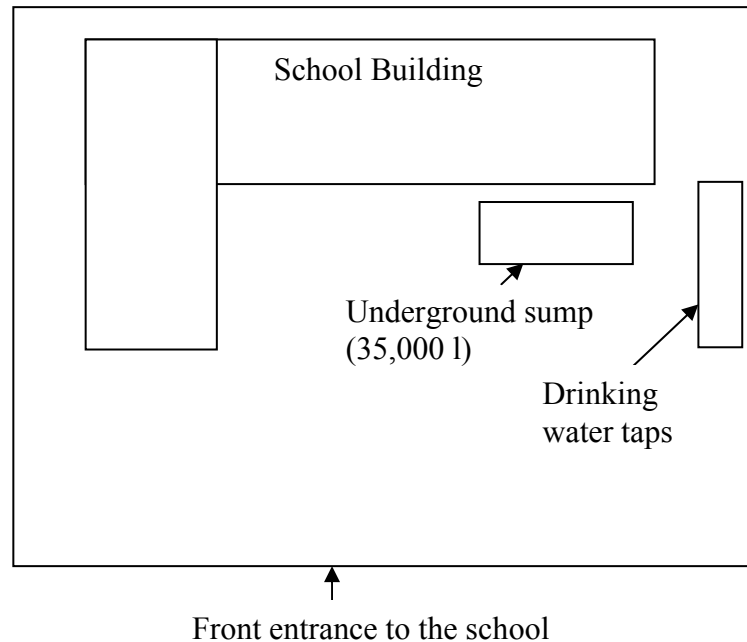 School Building
Underground sump
(35,000 l)
Drinking
water taps
Front entrance to the school